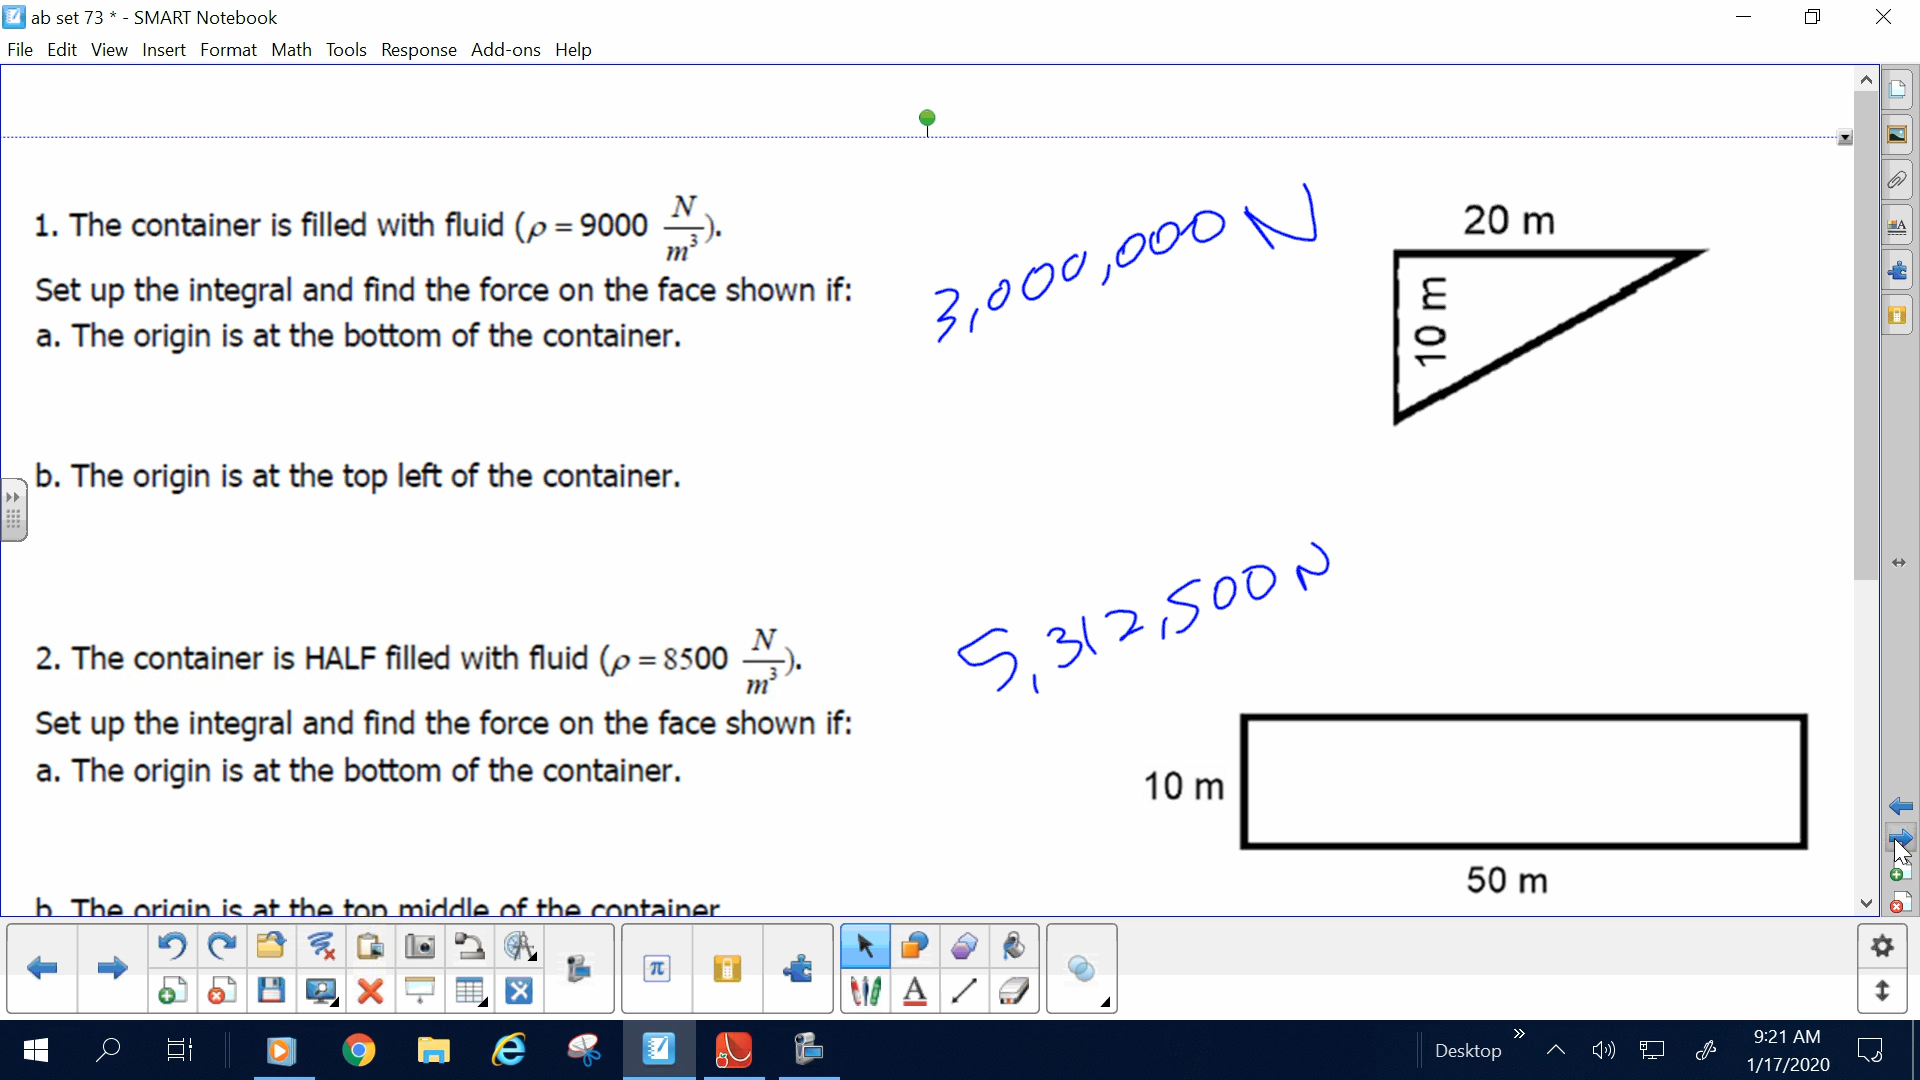 ab set 73 * - SMART Notebook
File Edit View Insert Format Math Tools Response Add-ons Help
1. The container is filled with fluid (ρ = 9000 N/m³).
Set up the integral and find the force on the face shown if:
a. The origin is at the bottom of the container.
3,000,000 N
20 m
10 m
b. The origin is at the top left of the container.
5,312,500 N
2. The container is HALF filled with fluid (ρ = 8500 N/m³).
Set up the integral and find the force on the face shown if:
a. The origin is at the bottom of the container.
10 m
50 m
b. The origin is at the top middle of the container
π
A
Desktop
9:21 AM
1/17/2020